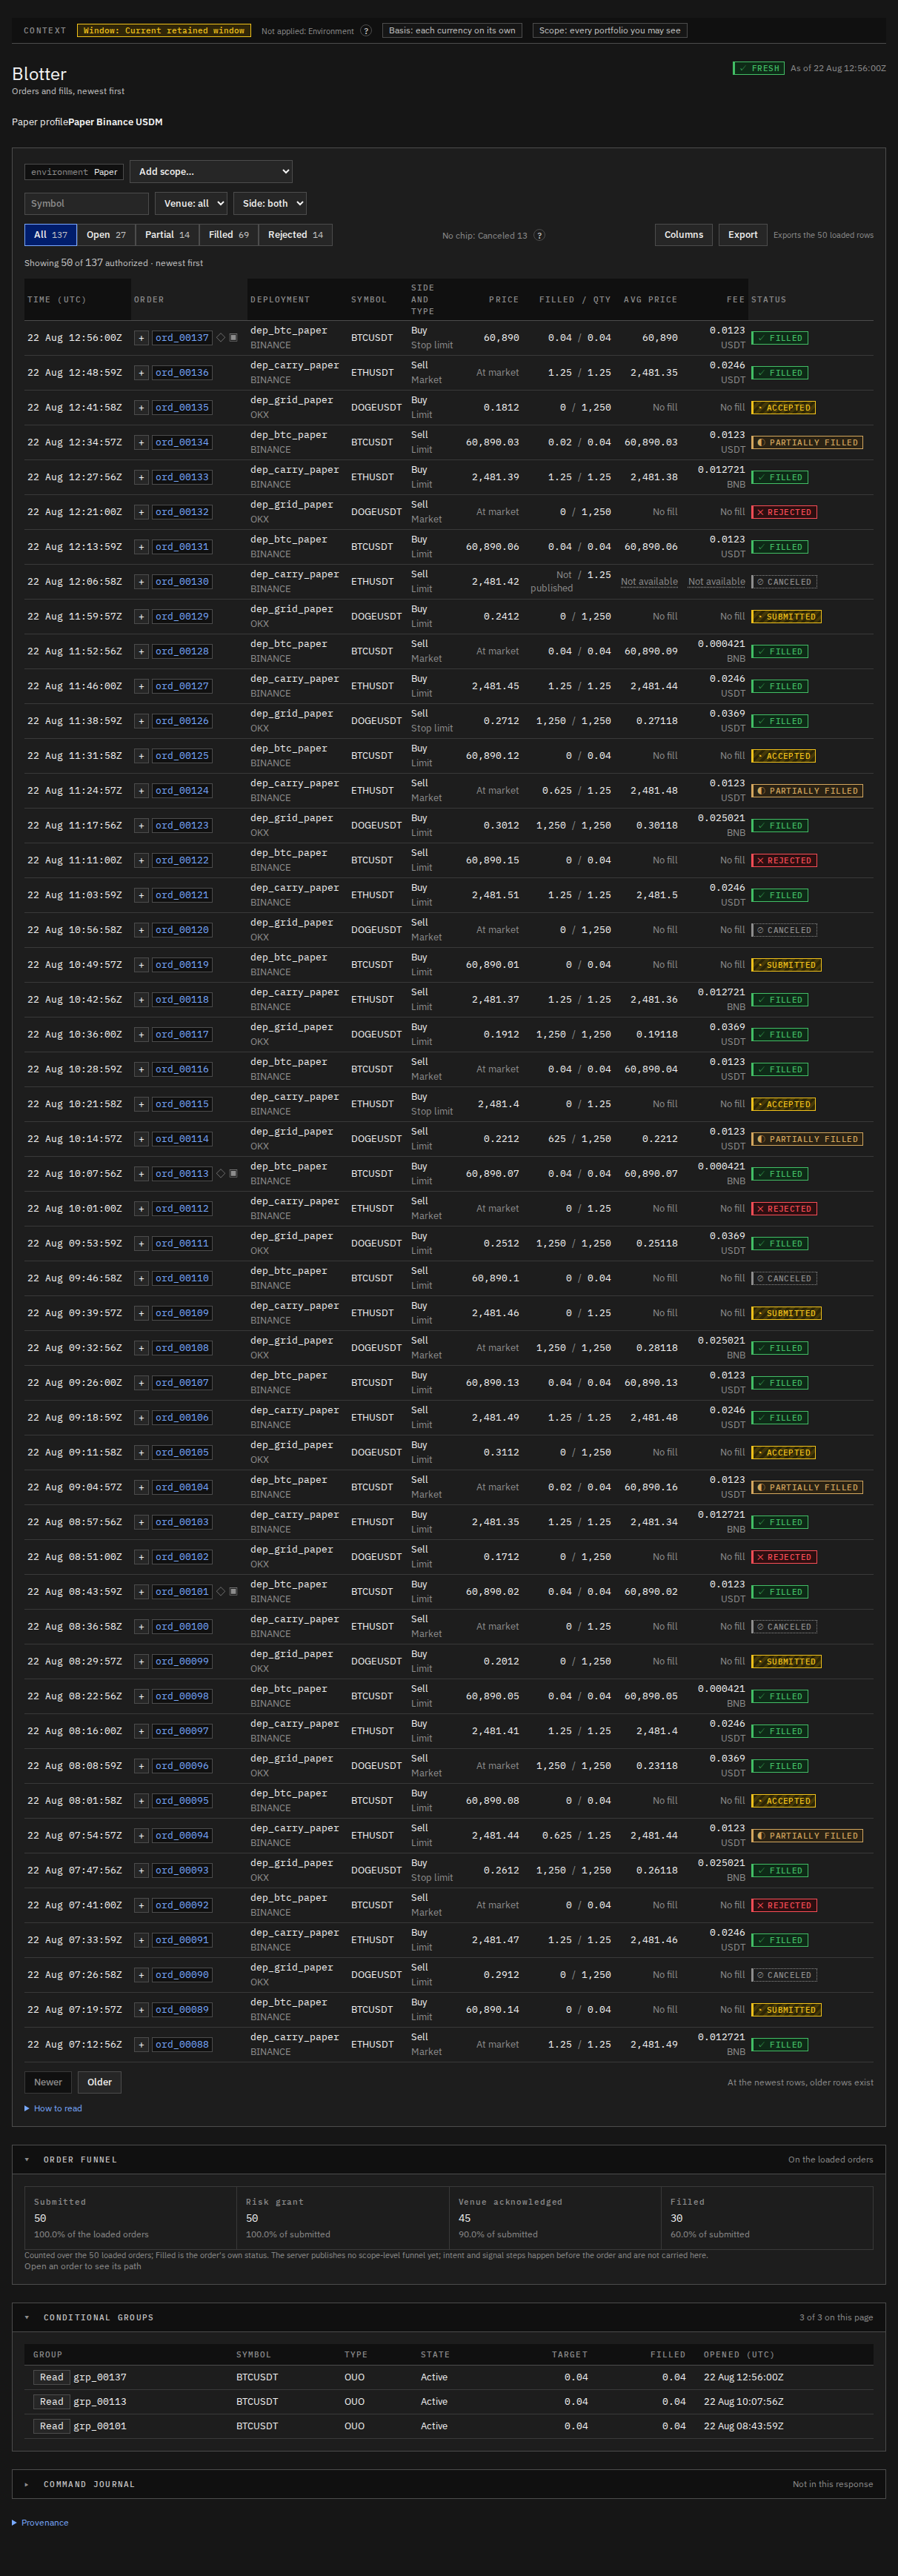 CONTEXT Window: Current retained window Not applied: Environment ? Basis: each currency on its own Scope: every portfolio you may see
Blotter ✓ FRESH As of 22 Aug 12:56:00Z
Orders and fills, newest first
Paper profilePaper Binance USDM
environment Paper Add scope...
Symbol Venue: all Side: both
All 137 Open 27 Partial 14 Filled 69 Rejected 14 No chip: Canceled 13 ? Columns Export Exports the 50 loaded rows
Showing 50 of 137 authorized · newest first
TIME (UTC) ORDER DEPLOYMENT SYMBOL SIDE AND TYPE PRICE FILLED / QTY AVG PRICE FEE STATUS
22 Aug 12:56:00Z + ord_00137 ◇ ▣ dep_btc_paper BINANCE BTCUSDT Buy Stop limit 60,890 0.04 / 0.04 60,890 0.0123 USDT ✓ FILLED
22 Aug 12:48:59Z + ord_00136 dep_carry_paper BINANCE ETHUSDT Sell Market At market 1.25 / 1.25 2,481.35 0.0246 USDT ✓ FILLED
22 Aug 12:41:58Z + ord_00135 dep_grid_paper OKX DOGEUSDT Buy Limit 0.1812 0 / 1,250 No fill No fill ACCEPTED
22 Aug 12:34:57Z + ord_00134 dep_btc_paper BINANCE BTCUSDT Sell Limit 60,890.03 0.02 / 0.04 60,890.03 0.0123 USDT ◐ PARTIALLY FILLED
22 Aug 12:27:56Z + ord_00133 dep_carry_paper BINANCE ETHUSDT Buy Limit 2,481.39 1.25 / 1.25 2,481.38 0.012721 BNB ✓ FILLED
22 Aug 12:21:00Z + ord_00132 dep_grid_paper OKX DOGEUSDT Sell Market At market 0 / 1,250 No fill No fill ✕ REJECTED
22 Aug 12:13:59Z + ord_00131 dep_btc_paper BINANCE BTCUSDT Buy Limit 60,890.06 0.04 / 0.04 60,890.06 0.0123 USDT ✓ FILLED
22 Aug 12:06:58Z + ord_00130 dep_carry_paper BINANCE ETHUSDT Sell Limit 2,481.42 Not published / 1.25 Not available Not available ⊘ CANCELED
22 Aug 11:59:57Z + ord_00129 dep_grid_paper OKX DOGEUSDT Buy Limit 0.2412 0 / 1,250 No fill No fill SUBMITTED
22 Aug 11:52:56Z + ord_00128 dep_btc_paper BINANCE BTCUSDT Sell Market At market 0.04 / 0.04 60,890.09 0.000421 BNB ✓ FILLED
22 Aug 11:46:00Z + ord_00127 dep_carry_paper BINANCE ETHUSDT Buy Limit 2,481.45 1.25 / 1.25 2,481.44 0.0246 USDT ✓ FILLED
22 Aug 11:38:59Z + ord_00126 dep_grid_paper OKX DOGEUSDT Sell Stop limit 0.2712 1,250 / 1,250 0.27118 0.0369 USDT ✓ FILLED
22 Aug 11:31:58Z + ord_00125 dep_btc_paper BINANCE BTCUSDT Buy Limit 60,890.12 0 / 0.04 No fill No fill ACCEPTED
22 Aug 11:24:57Z + ord_00124 dep_carry_paper BINANCE ETHUSDT Sell Market At market 0.625 / 1.25 2,481.48 0.0123 USDT ◐ PARTIALLY FILLED
22 Aug 11:17:56Z + ord_00123 dep_grid_paper OKX DOGEUSDT Buy Limit 0.3012 1,250 / 1,250 0.30118 0.025021 BNB ✓ FILLED
22 Aug 11:11:00Z + ord_00122 dep_btc_paper BINANCE BTCUSDT Sell Limit 60,890.15 0 / 0.04 No fill No fill ✕ REJECTED
22 Aug 11:03:59Z + ord_00121 dep_carry_paper BINANCE ETHUSDT Buy Limit 2,481.51 1.25 / 1.25 2,481.5 0.0246 USDT ✓ FILLED
22 Aug 10:56:58Z + ord_00120 dep_grid_paper OKX DOGEUSDT Sell Market At market 0 / 1,250 No fill No fill ⊘ CANCELED
22 Aug 10:49:57Z + ord_00119 dep_btc_paper BINANCE BTCUSDT Buy Limit 60,890.01 0 / 0.04 No fill No fill SUBMITTED
22 Aug 10:42:56Z + ord_00118 dep_carry_paper BINANCE ETHUSDT Sell Limit 2,481.37 1.25 / 1.25 2,481.36 0.012721 BNB ✓ FILLED
22 Aug 10:36:00Z + ord_00117 dep_grid_paper OKX DOGEUSDT Buy Limit 0.1912 1,250 / 1,250 0.19118 0.0369 USDT ✓ FILLED
22 Aug 10:28:59Z + ord_00116 dep_btc_paper BINANCE BTCUSDT Sell Market At market 0.04 / 0.04 60,890.04 0.0123 USDT ✓ FILLED
22 Aug 10:21:58Z + ord_00115 dep_carry_paper BINANCE ETHUSDT Buy Stop limit 2,481.4 0 / 1.25 No fill No fill ACCEPTED
22 Aug 10:14:57Z + ord_00114 dep_grid_paper OKX DOGEUSDT Sell Limit 0.2212 625 / 1,250 0.2212 0.0123 USDT ◐ PARTIALLY FILLED
22 Aug 10:07:56Z + ord_00113 ◇ ▣ dep_btc_paper BINANCE BTCUSDT Buy Limit 60,890.07 0.04 / 0.04 60,890.07 0.000421 BNB ✓ FILLED
22 Aug 10:01:00Z + ord_00112 dep_carry_paper BINANCE ETHUSDT Sell Market At market 0 / 1.25 No fill No fill ✕ REJECTED
22 Aug 09:53:59Z + ord_00111 dep_grid_paper OKX DOGEUSDT Buy Limit 0.2512 1,250 / 1,250 0.25118 0.0369 USDT ✓ FILLED
22 Aug 09:46:58Z + ord_00110 dep_btc_paper BINANCE BTCUSDT Sell Limit 60,890.1 0 / 0.04 No fill No fill ⊘ CANCELED
22 Aug 09:39:57Z + ord_00109 dep_carry_paper BINANCE ETHUSDT Buy Limit 2,481.46 0 / 1.25 No fill No fill SUBMITTED
22 Aug 09:32:56Z + ord_00108 dep_grid_paper OKX DOGEUSDT Sell Market At market 1,250 / 1,250 0.28118 0.025021 BNB ✓ FILLED
22 Aug 09:26:00Z + ord_00107 dep_btc_paper BINANCE BTCUSDT Buy Limit 60,890.13 0.04 / 0.04 60,890.13 0.0123 USDT ✓ FILLED
22 Aug 09:18:59Z + ord_00106 dep_carry_paper BINANCE ETHUSDT Sell Limit 2,481.49 1.25 / 1.25 2,481.48 0.0246 USDT ✓ FILLED
22 Aug 09:11:58Z + ord_00105 dep_grid_paper OKX DOGEUSDT Buy Limit 0.3112 0 / 1,250 No fill No fill ACCEPTED
22 Aug 09:04:57Z + ord_00104 dep_btc_paper BINANCE BTCUSDT Sell Market At market 0.02 / 0.04 60,890.16 0.0123 USDT ◐ PARTIALLY FILLED
22 Aug 08:57:56Z + ord_00103 dep_carry_paper BINANCE ETHUSDT Buy Limit 2,481.35 1.25 / 1.25 2,481.34 0.012721 BNB ✓ FILLED
22 Aug 08:51:00Z + ord_00102 dep_grid_paper OKX DOGEUSDT Sell Limit 0.1712 0 / 1,250 No fill No fill ✕ REJECTED
22 Aug 08:43:59Z + ord_00101 ◇ ▣ dep_btc_paper BINANCE BTCUSDT Buy Limit 60,890.02 0.04 / 0.04 60,890.02 0.0123 USDT ✓ FILLED
22 Aug 08:36:58Z + ord_00100 dep_carry_paper BINANCE ETHUSDT Sell Market At market 0 / 1.25 No fill No fill ⊘ CANCELED
22 Aug 08:29:57Z + ord_00099 dep_grid_paper OKX DOGEUSDT Buy Limit 0.2012 0 / 1,250 No fill No fill SUBMITTED
22 Aug 08:22:56Z + ord_00098 dep_btc_paper BINANCE BTCUSDT Sell Limit 60,890.05 0.04 / 0.04 60,890.05 0.000421 BNB ✓ FILLED
22 Aug 08:16:00Z + ord_00097 dep_carry_paper BINANCE ETHUSDT Buy Limit 2,481.41 1.25 / 1.25 2,481.4 0.0246 USDT ✓ FILLED
22 Aug 08:08:59Z + ord_00096 dep_grid_paper OKX DOGEUSDT Sell Market At market 1,250 / 1,250 0.23118 0.0369 USDT ✓ FILLED
22 Aug 08:01:58Z + ord_00095 dep_btc_paper BINANCE BTCUSDT Buy Limit 60,890.08 0 / 0.04 No fill No fill ACCEPTED
22 Aug 07:54:57Z + ord_00094 dep_carry_paper BINANCE ETHUSDT Sell Limit 2,481.44 0.625 / 1.25 2,481.44 0.0123 USDT ◐ PARTIALLY FILLED
22 Aug 07:47:56Z + ord_00093 dep_grid_paper OKX DOGEUSDT Buy Stop limit 0.2612 1,250 / 1,250 0.26118 0.025021 BNB ✓ FILLED
22 Aug 07:41:00Z + ord_00092 dep_btc_paper BINANCE BTCUSDT Sell Market At market 0 / 0.04 No fill No fill ✕ REJECTED
22 Aug 07:33:59Z + ord_00091 dep_carry_paper BINANCE ETHUSDT Buy Limit 2,481.47 1.25 / 1.25 2,481.46 0.0246 USDT ✓ FILLED
22 Aug 07:26:58Z + ord_00090 dep_grid_paper OKX DOGEUSDT Sell Limit 0.2912 0 / 1,250 No fill No fill ⊘ CANCELED
22 Aug 07:19:57Z + ord_00089 dep_btc_paper BINANCE BTCUSDT Buy Limit 60,890.14 0 / 0.04 No fill No fill SUBMITTED
22 Aug 07:12:56Z + ord_00088 dep_carry_paper BINANCE ETHUSDT Sell Market At market 1.25 / 1.25 2,481.49 0.012721 BNB ✓ FILLED
Newer Older At the newest rows, older rows exist
▶ How to read
▾ ORDER FUNNEL On the loaded orders
Submitted Risk grant Venue acknowledged Filled
50 50 45 30
100.0% of the loaded orders 100.0% of submitted 90.0% of submitted 60.0% of submitted
Counted over the 50 loaded orders; Filled is the order's own status. The server publishes no scope-level funnel yet; intent and signal steps happen before the order and are not carried here.
Open an order to see its path
▾ CONDITIONAL GROUPS 3 of 3 on this page
GROUP SYMBOL TYPE STATE TARGET FILLED OPENED (UTC)
Read grp_00137 BTCUSDT OUO Active 0.04 0.04 22 Aug 12:56:00Z
Read grp_00113 BTCUSDT OUO Active 0.04 0.04 22 Aug 10:07:56Z
Read grp_00101 BTCUSDT OUO Active 0.04 0.04 22 Aug 08:43:59Z
▸ COMMAND JOURNAL Not in this response
▶ Provenance